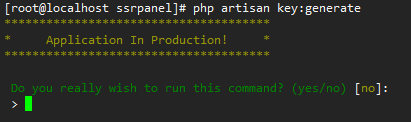 [root@localhost ssrpanel]# php artisan key:generate
**************************************
*     Application In Production!     *
**************************************
Do you really wish to run this command? (yes/no) [no]:
>